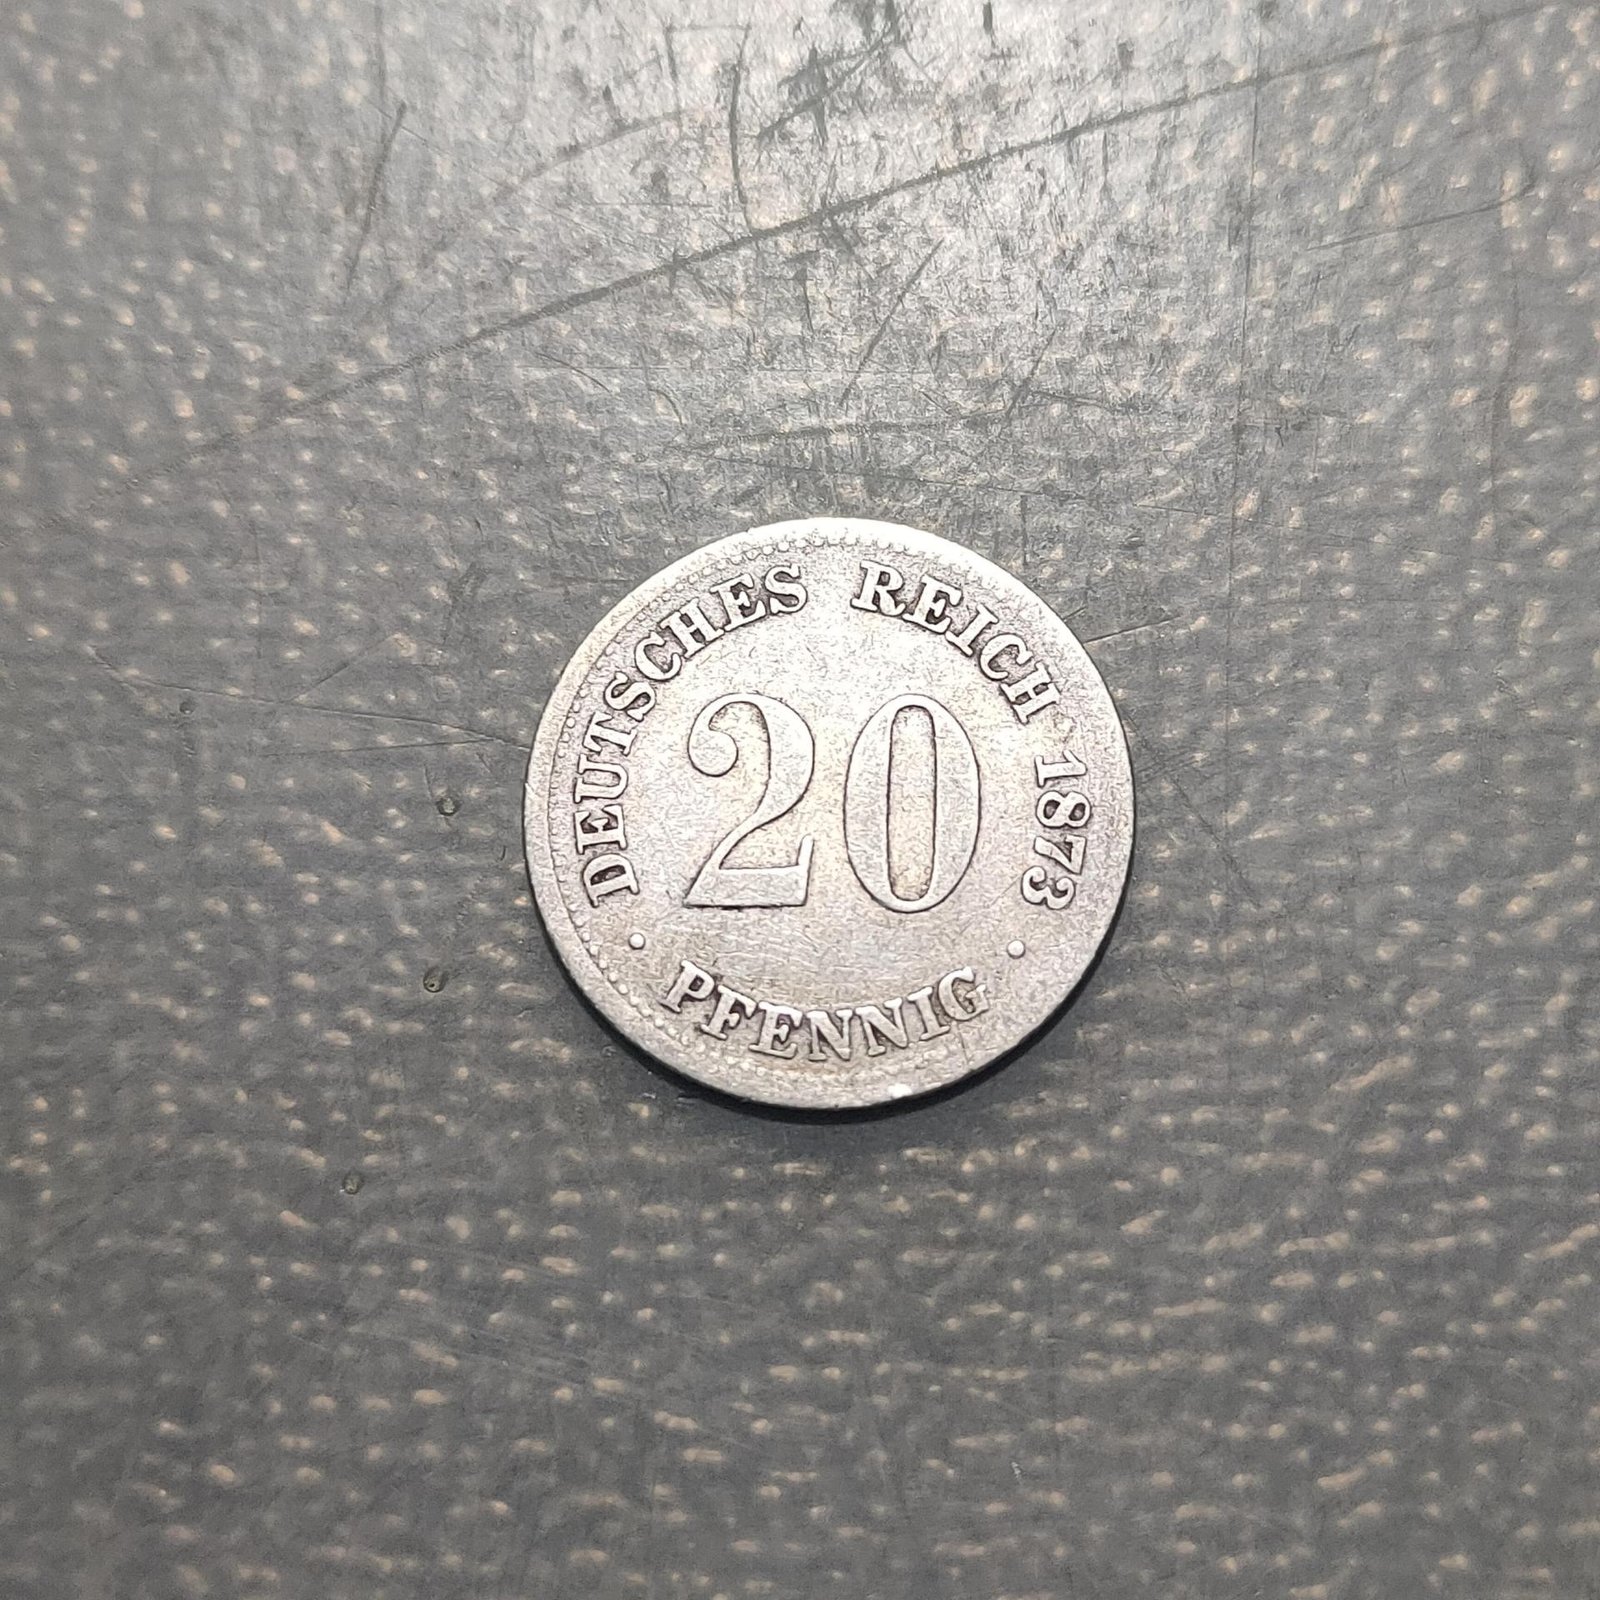 DEUTSCHES REICH 1873
20
PFENNIG